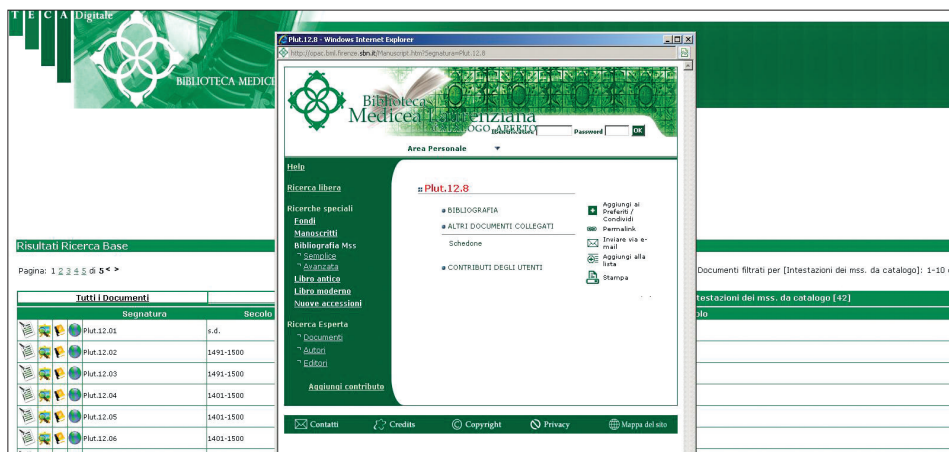 TECA Digitale
BIBLIOTECA MEDICE
Risultati Ricerca Base
Pagina: 1 2 3 4 5 di 5 < >
Documenti filtrati per [Intestazioni dei mss. da catalogo]: 1-10
Tutti i Documenti
testazioni dei mss. da catalogo [42]
Segnatura Secolo
olo
Plut.12.01 s.d.
Plut.12.02 1491-1500
Plut.12.03 1491-1500
Plut.12.04 1401-1500
Plut.12.05 1401-1500
Plut.12.06 1401-1500
Plut.12.8 - Windows Internet Explorer
http://opac.bml.firenze.sbn.it/Manuscript.htm?Segnatura=Plut.12.8
Biblioteca
Medicea Laurenziana
CATALOGO APERTO
Identificatore Password OK
Area Personale
Help
Ricerca libera
Ricerche speciali
Fondi
Manoscritti
Bibliografia Mss
Semplice
Avanzata
Libro antico
Libro moderno
Nuove accessioni
Ricerca Esperta
Documenti
Autori
Editori
Aggiungi contributo
Plut.12.8
BIBLIOGRAFIA
ALTRI DOCUMENTI COLLEGATI
Schedone
CONTRIBUTI DEGLI UTENTI
Aggiungi ai
Preferiti /
Condividi
Permalink
Inviare via e-
mail
Aggiungi alla
lista
Stampa
Contatti Credits Copyright Privacy Mappa del sito